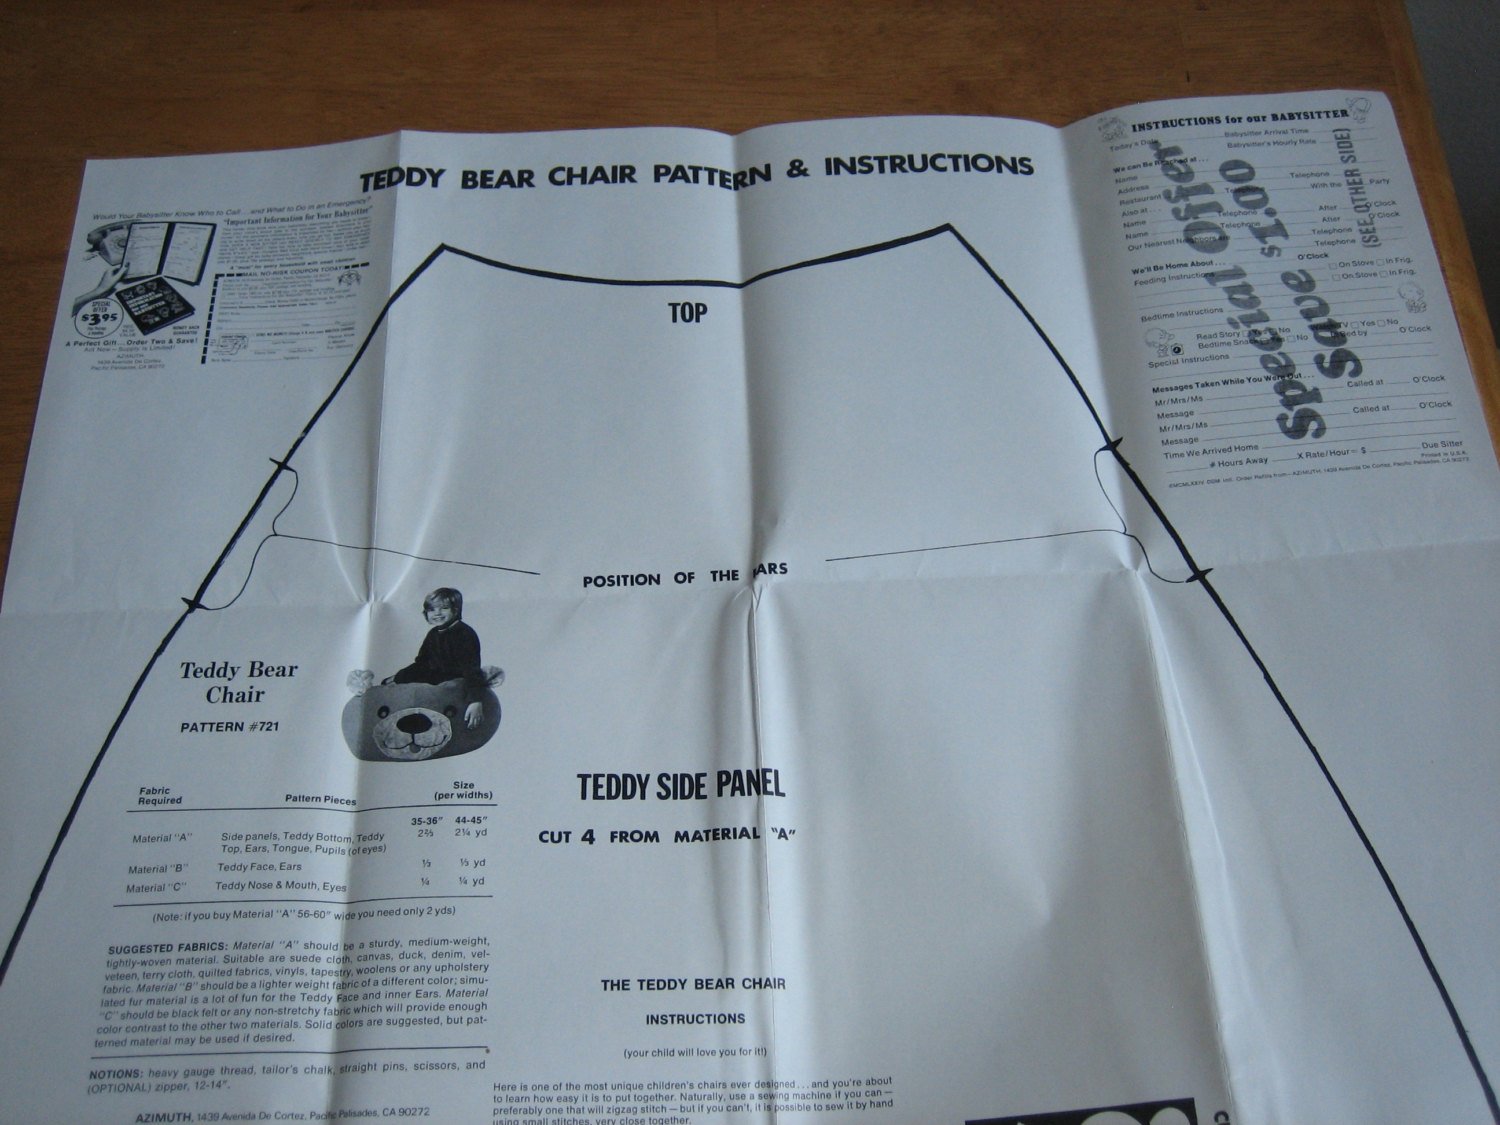 TEDDY BEAR CHAIR PATTERN & INSTRUCTIONS
Would Your Babysitter Know Who to Call...and What to Do in an Emergency?
"Important Information for Your Babysitter"
MAIL NO-RISK COUPON TODAY!
SPECIAL OFFER
$3.95
A Perfect Gift... Order Two & Save!
Act Now – Supply is Limited!
AZIMUTH,
1439 Avenida De Cortez,
Pacific Palisades, CA 90272
INSTRUCTIONS for our BABYSITTER
Today's Date
Babysitter Arrival Time
Babysitter's Hourly Rate
We can Be Reached at...
Name
Telephone
Address
With the
Party
Restaurant
Telephone
Also at
After
O'Clock
Name
Telephone
After
O'Clock
Name
Telephone
Telephone
Our Nearest Neighbors are
Telephone
We'll Be Home About...
O'Clock
Feeding Instructions
On Stove
In Frig.
On Stove
In Frig.
Bedtime Instructions
Read Story
Yes
No
Watch TV
Yes
No
Bedtime Snack
Yes
No
In Bed by
O'Clock
Special Instructions
Messages Taken While You Were Out...
Mr/Mrs/Ms
Called at
O'Clock
Message
Mr/Mrs/Ms
Called at
O'Clock
Message
Time We Arrived Home
# Hours Away
X Rate/Hour = $
Due Sitter
Printed in U.S.A.
Order Refills from—AZIMUTH, 1439 Avenida De Cortez, Pacific Palisades, CA 90272
Special Offer
Save $1.00
(SEE OTHER SIDE)
TOP
POSITION OF THE EARS
Teddy Bear
Chair
PATTERN #721
Fabric
Required
Pattern Pieces
Size
(per widths)
35-36" 44-45"
Material "A" Side panels, Teddy Bottom, Teddy 2⅔ 2¼ yd
Top, Ears, Tongue, Pupils (of eyes)
Material "B" Teddy Face, Ears ⅓ ⅓ yd
Material "C" Teddy Nose & Mouth, Eyes ¼ ¼ yd
(Note: if you buy Material "A" 56-60" wide you need only 2 yds)
SUGGESTED FABRICS: Material "A" should be a sturdy, medium-weight,
tightly-woven material. Suitable are suede cloth, canvas, duck, denim, vel-
veteen, terry cloth, quilted fabrics, vinyls, tapestry, woolens or any upholstery
fabric. Material "B" should be a lighter weight fabric of a different color; simu-
lated fur material is a lot of fun for the Teddy Face and inner Ears. Material
"C" should be black felt or any non-stretchy fabric which will provide enough
color contrast to the other two materials. Solid colors are suggested, but pat-
terned material may be used if desired.
NOTIONS: heavy gauge thread, tailor's chalk, straight pins, scissors, and
(OPTIONAL) zipper, 12-14".
AZIMUTH, 1439 Avenida De Cortez, Pacific Palisades, CA 90272
TEDDY SIDE PANEL
CUT 4 FROM MATERIAL "A"
THE TEDDY BEAR CHAIR
INSTRUCTIONS
(your child will love you for it!)
Here is one of the most unique children's chairs ever designed...and you're about
to learn how easy it is to put together. Naturally, use a sewing machine if you can —
preferably one that will zigzag stitch — but if you can't, it is possible to sew it by hand
using small stitches, very close together.